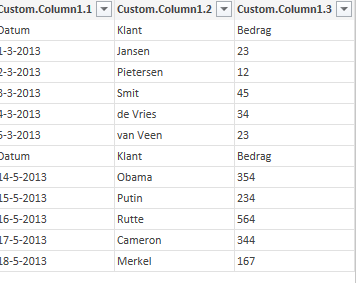 Custom.Column1.1 Custom.Column1.2 Custom.Column1.3
Datum Klant Bedrag
1-3-2013 Jansen 23
2-3-2013 Pietersen 12
3-3-2013 Smit 45
4-3-2013 de Vries 34
5-3-2013 van Veen 23
Datum Klant Bedrag
14-5-2013 Obama 354
15-5-2013 Putin 234
16-5-2013 Rutte 564
17-5-2013 Cameron 344
18-5-2013 Merkel 167